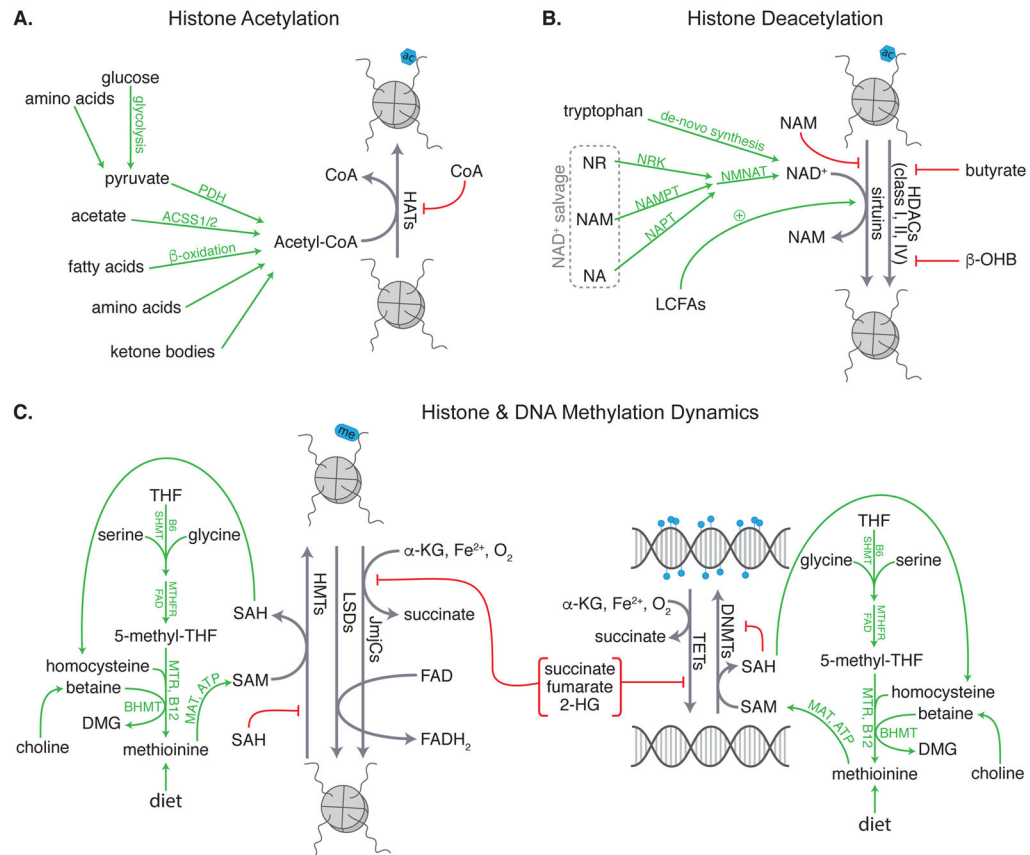 A.
Histone Acetylation
ac
glucose
amino acids
glycolysis
pyruvate
PDH
acetate
ACSS1/2
fatty acids
β-oxidation
amino acids
ketone bodies
Acetyl-CoA
CoA
CoA
HATs
B.
Histone Deacetylation
ac
tryptophan
de-novo synthesis
NAD⁺ salvage
NR
NRK
NAM
NAMPT
NA
NAPT
NMNAT
NAM
NAD⁺
NAM
LCFAs
⊕
sirtuins
HDACs
(class I, II, IV)
butyrate
β-OHB
C.
Histone & DNA Methylation Dynamics
me
THF
B6
SHMT
serine
glycine
MTHFR
FAD
5-methyl-THF
homocysteine
betaine
BHMT
MTR, B12
DMG
choline
methioinine
diet
MAT, ATP
SAH
SAM
SAH
HMTs
LSDs
JmjCs
α-KG, Fe²⁺, O₂
succinate
FAD
FADH₂
succinate
fumarate
2-HG
α-KG, Fe²⁺, O₂
succinate
TETs
DNMTs
SAH
SAM
THF
B6
SHMT
glycine
serine
MTHFR
FAD
5-methyl-THF
homocysteine
betaine
MTR, B12
BHMT
DMG
MAT, ATP
methioinine
choline
diet